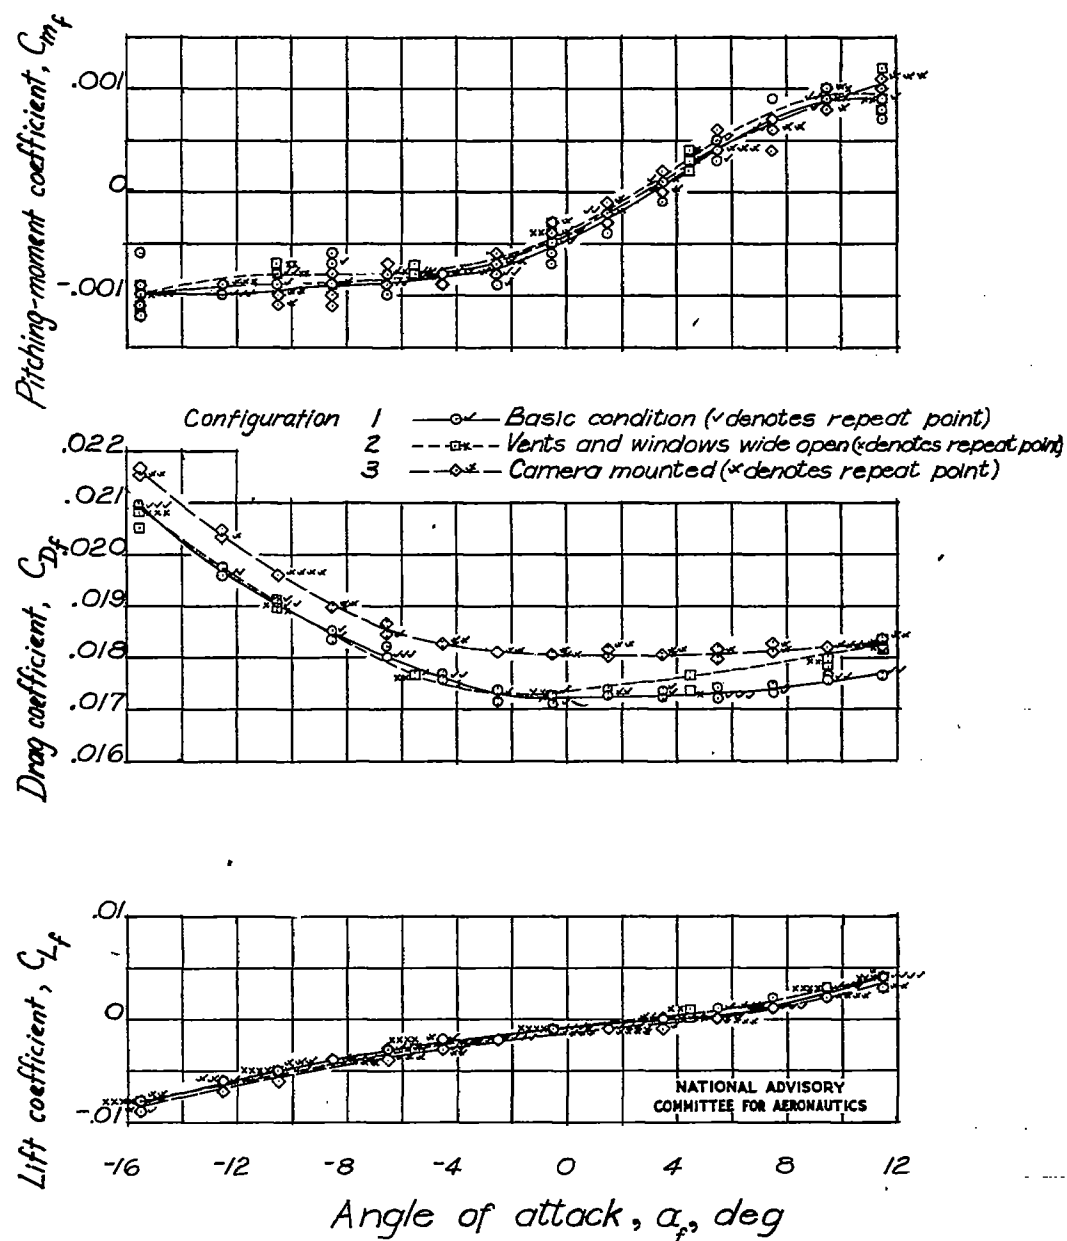 Pitching-moment coefficient, Cmf
.001
0
-.001
Configuration 1 Basic condition (✓denotes repeat point)
2 Vents and windows wide open (×denotes repeat point)
3 Camera mounted (*denotes repeat point)
Drag coefficient, CDf
.022
.021
.020
.019
.018
.017
.016
Lift coefficient, CLf
.01
0
-.01
NATIONAL ADVISORY
COMMITTEE FOR AERONAUTICS
-16 -12 -8 -4 0 4 8 12
Angle of attack, αf, deg